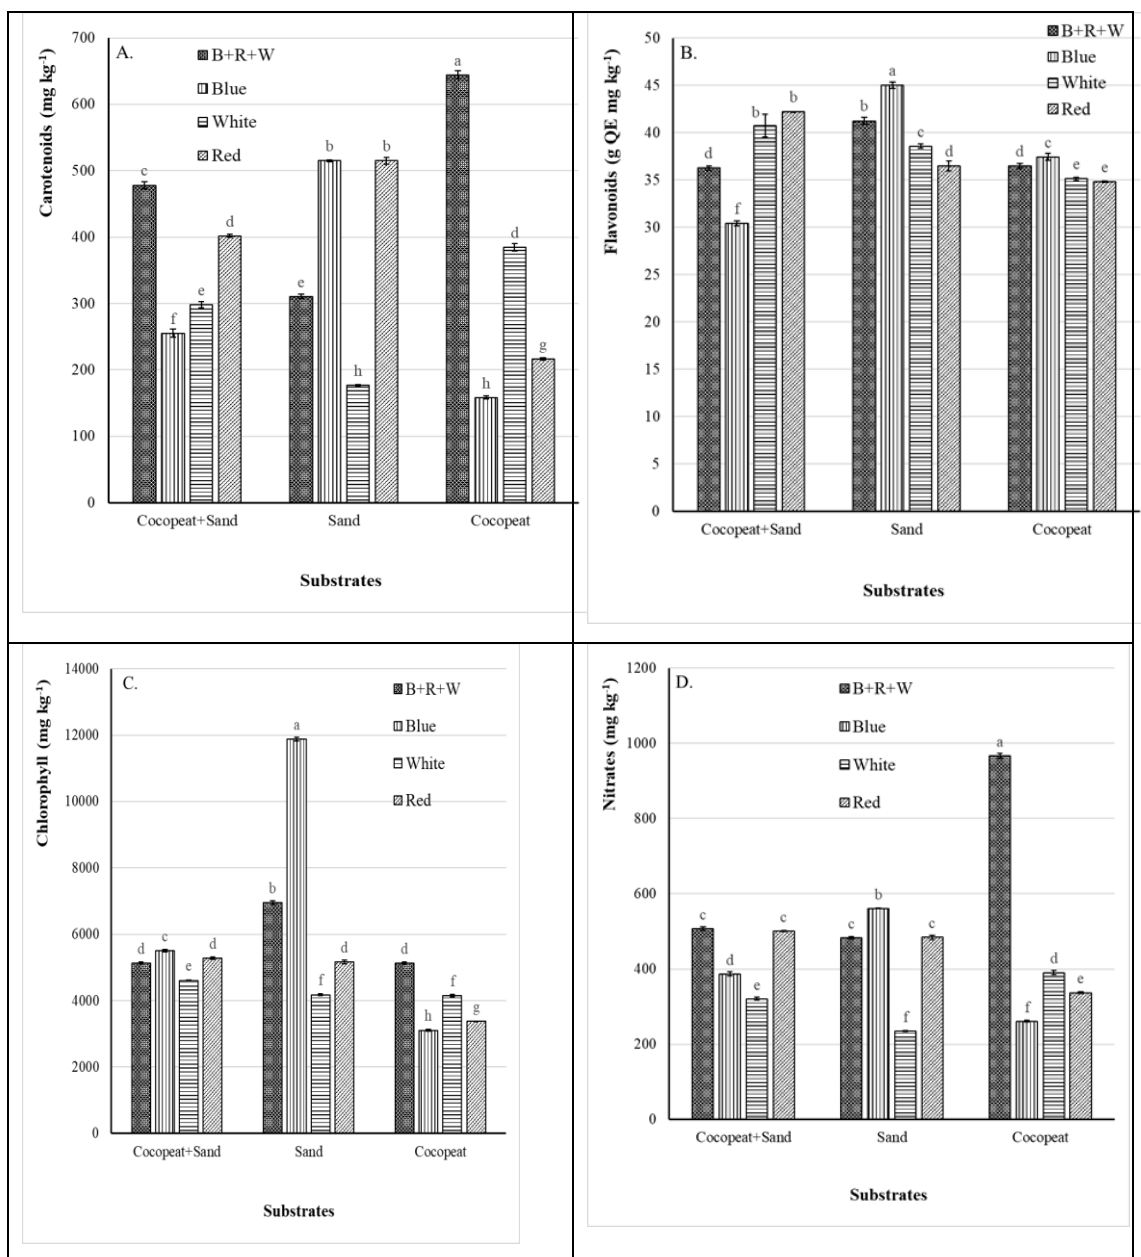 A.
Carotenoids (mg kg⁻¹)
700
600
500
400
300
200
100
0
B+R+W
Blue
White
Red
c
f
e
d
e
b
h
b
a
h
d
g
Cocopeat+Sand
Sand
Cocopeat
Substrates
B.
Flavonoids (g QE mg kg⁻¹)
50
45
40
35
30
25
20
15
10
5
0
B+R+W
Blue
White
Red
d
f
b
b
b
a
c
d
d
c
e
e
Cocopeat+Sand
Sand
Cocopeat
Substrates
C.
Chlorophyll (mg kg⁻¹)
14000
12000
10000
8000
6000
4000
2000
0
B+R+W
Blue
White
Red
d
c
e
d
b
a
f
d
d
h
f
g
Cocopeat+Sand
Sand
Cocopeat
Substrates
D.
Nitrates (mg kg⁻¹)
1200
1000
800
600
400
200
0
B+R+W
Blue
White
Red
c
d
e
c
c
b
f
c
a
f
d
e
Cocopeat+Sand
Sand
Cocopeat
Substrates